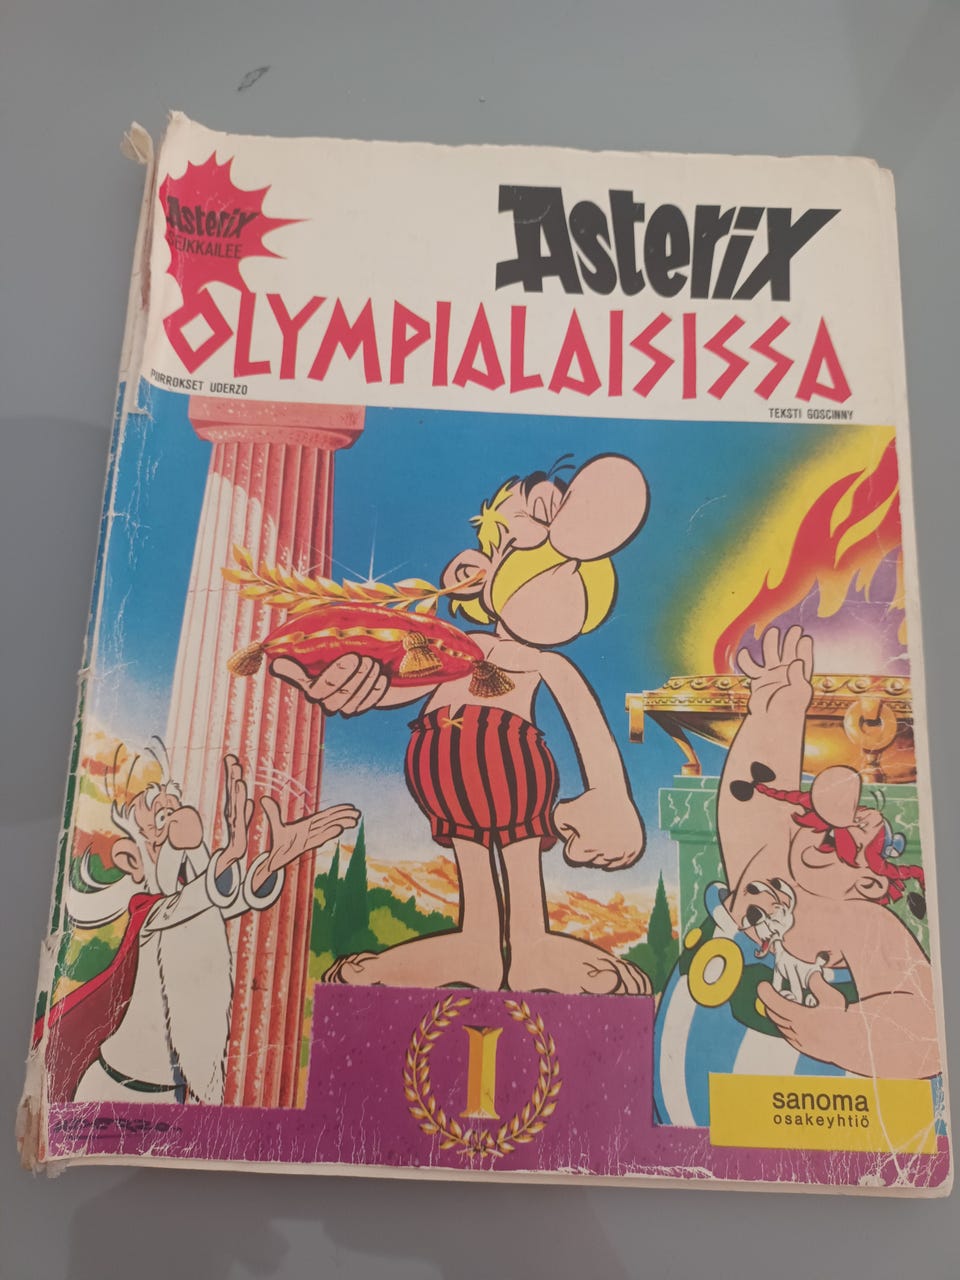 Asterix
SEIKKAILEE
Asterix
OLYMPIALAISISSA
PIIRROKSET UDERZO
TEKSTI GOSCINNY
I
sanoma
osakeyhtiö